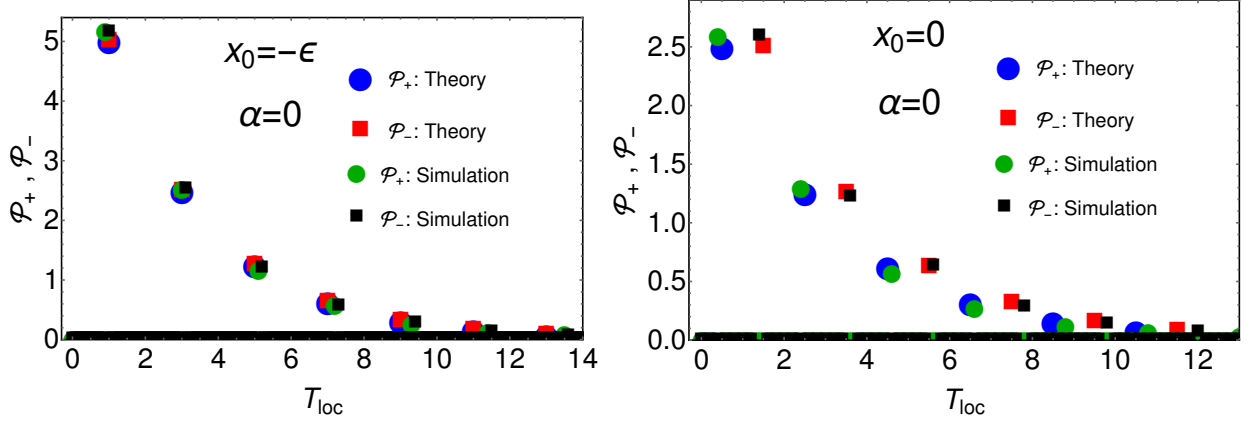 x₀=−ϵ
α=0
𝒫₊: Theory
𝒫₋: Theory
𝒫₊: Simulation
𝒫₋: Simulation
𝒫₊ , 𝒫₋
5
4
3
2
1
0
0 2 4 6 8 10 12 14
T_loc
x₀=0
α=0
𝒫₊: Theory
𝒫₋: Theory
𝒫₊: Simulation
𝒫₋: Simulation
𝒫₊ , 𝒫₋
2.5
2.0
1.5
1.0
0.5
0.0
0 2 4 6 8 10 12
T_loc